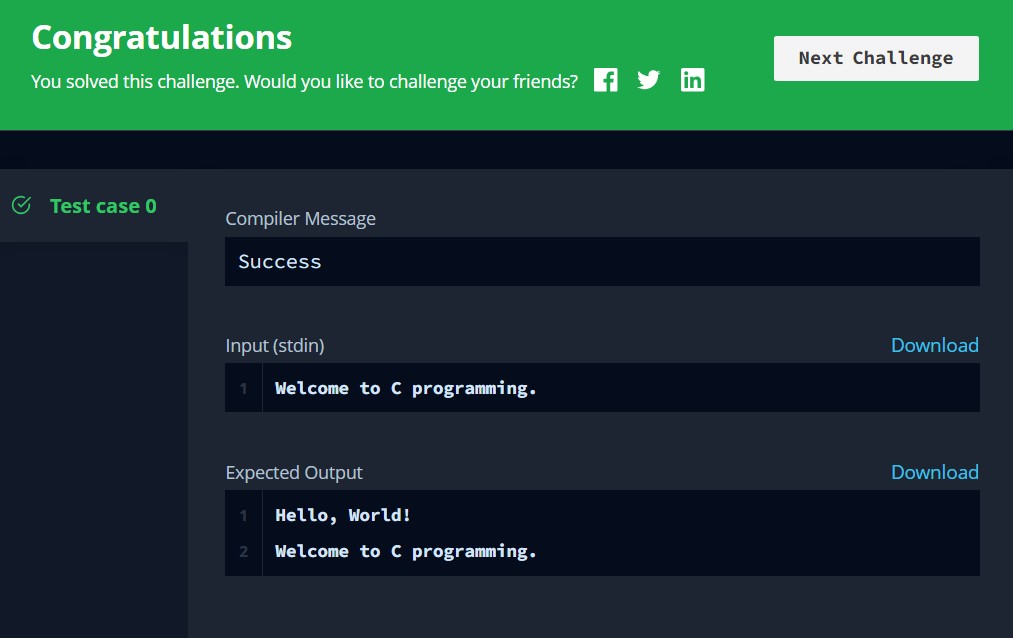 Congratulations
You solved this challenge. Would you like to challenge your friends?
Next Challenge
Test case 0
Compiler Message
Success
Input (stdin)
Download
1 Welcome to C programming.
Expected Output
Download
1 Hello, World!
2 Welcome to C programming.